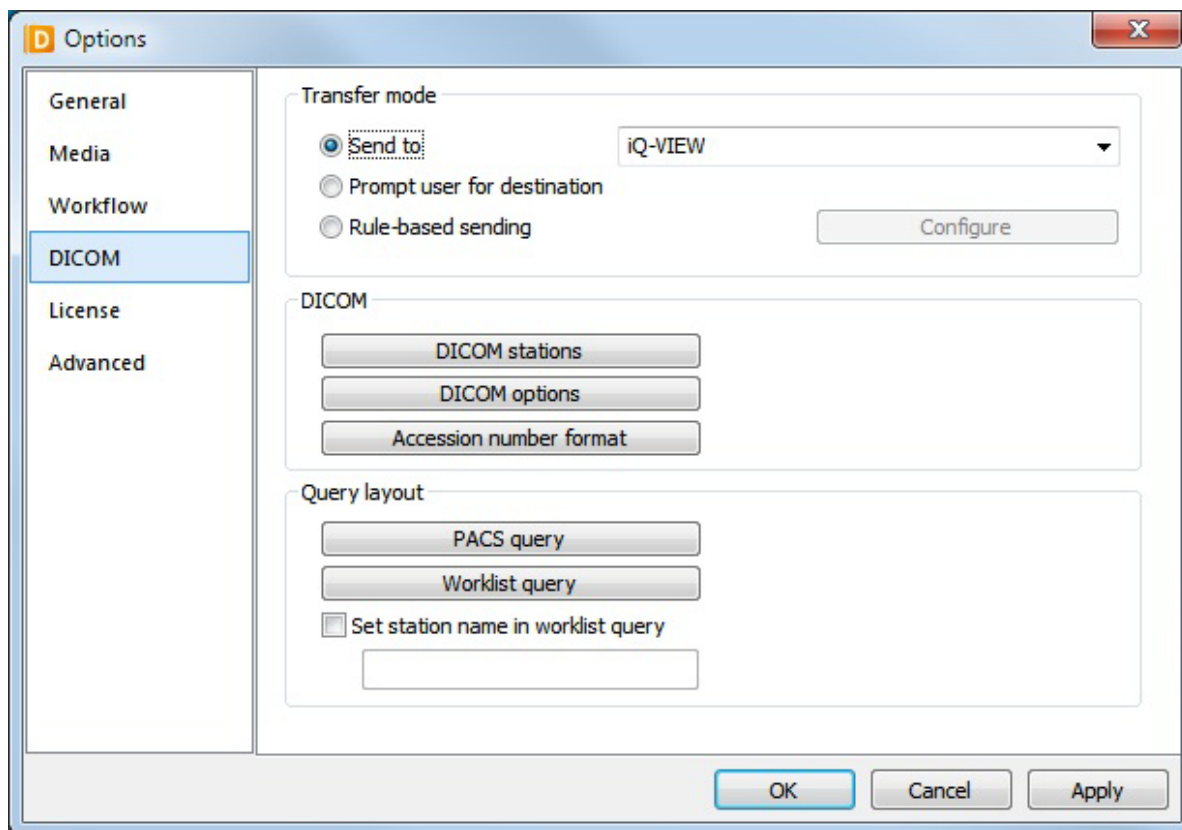 D Options
General
Media
Workflow
DICOM
License
Advanced
Transfer mode
Send to iQ-VIEW
Prompt user for destination
Rule-based sending Configure
DICOM
DICOM stations
DICOM options
Accession number format
Query layout
PACS query
Worklist query
Set station name in worklist query
OK Cancel Apply